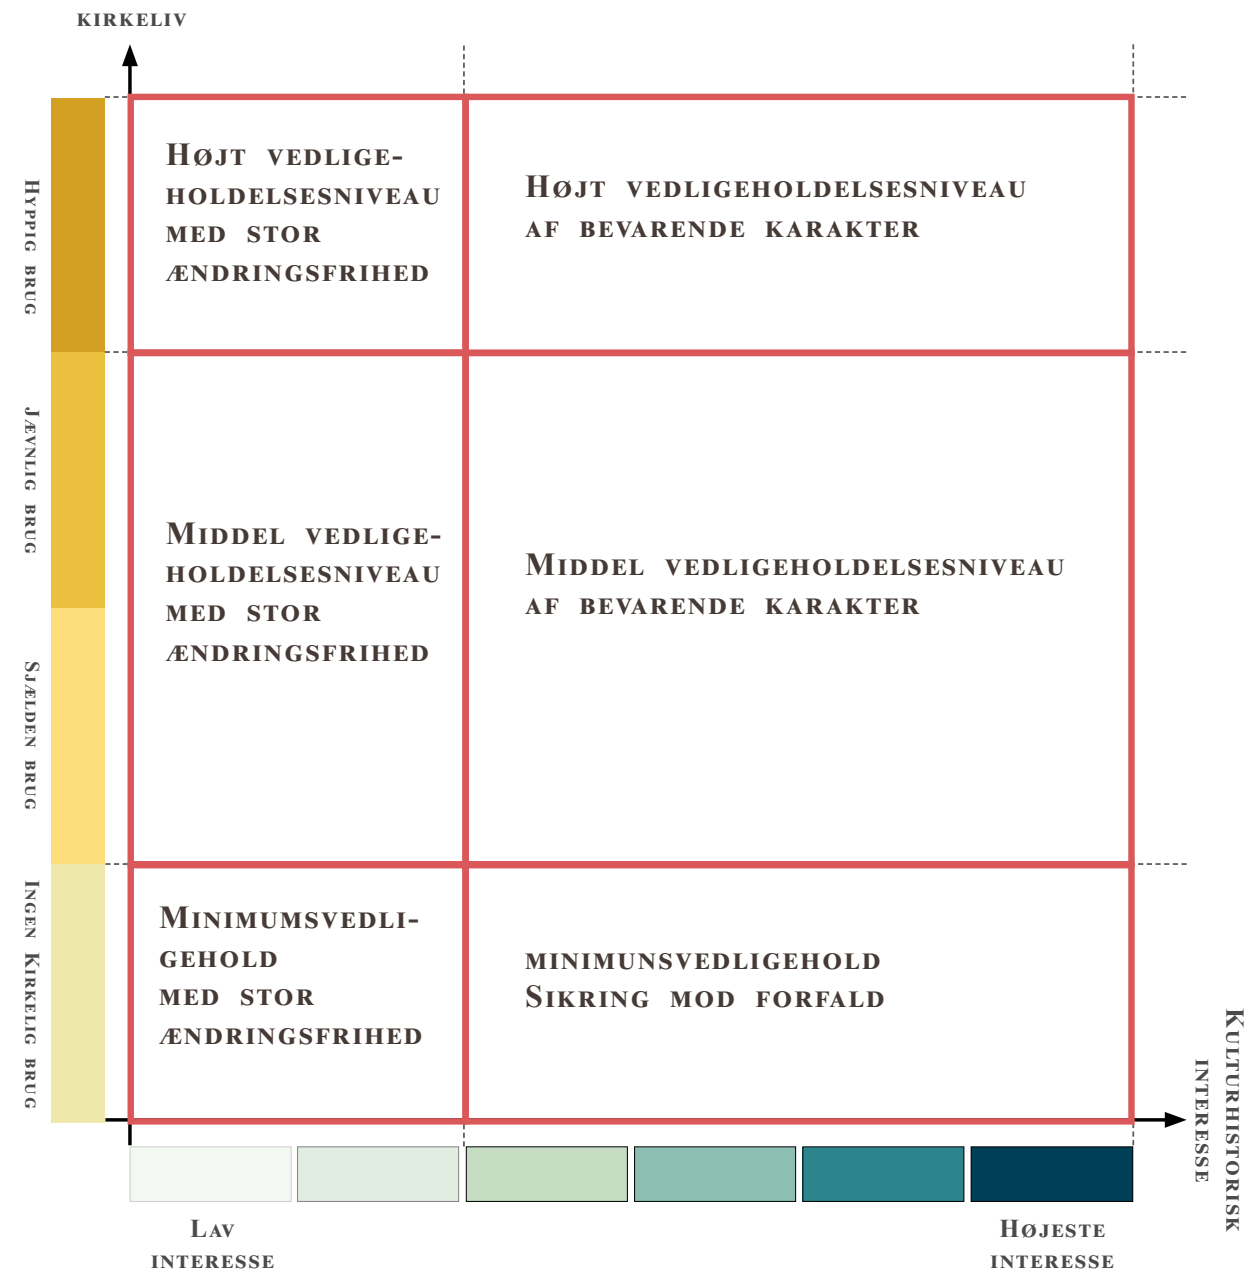 KIRKELIV
HYPPIG BRUG
JÆVNLIG BRUG
SJÆLDEN BRUG
INGEN KIRKELIG BRUG
HØJT VEDLIGE-
HOLDELSESNIVEAU
MED STOR
ÆNDRINGSFRIHED
HØJT VEDLIGEHOLDELSESNIVEAU
AF BEVARENDE KARAKTER
MIDDEL VEDLIGE-
HOLDELSESNIVEAU
MED STOR
ÆNDRINGSFRIHED
MIDDEL VEDLIGEHOLDELSESNIVEAU
AF BEVARENDE KARAKTER
MINIMUMSVEDLI-
GEHOLD
MED STOR
ÆNDRINGSFRIHED
MINIMUNSVEDLIGEHOLD
SIKRING MOD FORFALD
KULTURHISTORISK
INTERESSE
LAV
INTERESSE
HØJESTE
INTERESSE